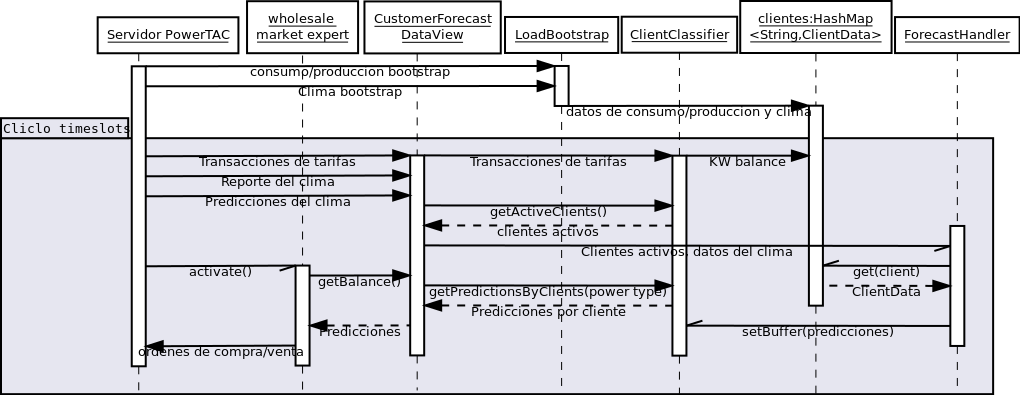 Servidor PowerTAC
wholesale
market expert
CustomerForecast
DataView
LoadBootstrap
ClientClassifier
clientes:HashMap
<String,ClientData>
ForecastHandler
consumo/produccion bootstrap
Clima bootstrap
datos de consumo/produccion y clima
Cliclo timeslots
Transacciones de tarifas
Transacciones de tarifas
KW balance
Reporte del clima
Predicciones del clima
getActiveClients()
clientes activos
Clientes activos, datos del clima
activate()
get(client)
getBalance()
getPredictionsByClients(power type)
ClientData
Predicciones por cliente
Predicciones
setBuffer(predicciones)
ordenes de compra/venta